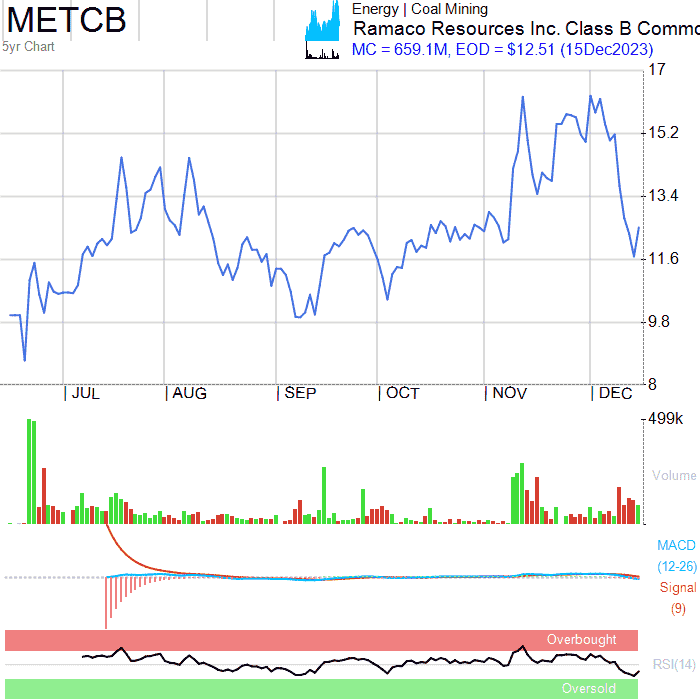 METCB
5yr Chart
Energy | Coal Mining
Ramaco Resources Inc. Class B Commo
MC = 659.1M, EOD = $12.51 (15Dec2023)
17
15.2
13.4
11.6
9.8
8
JUL AUG SEP OCT NOV DEC
499k
Volume
MACD
(12-26)
Signal
(9)
Overbought
RSI(14)
Oversold